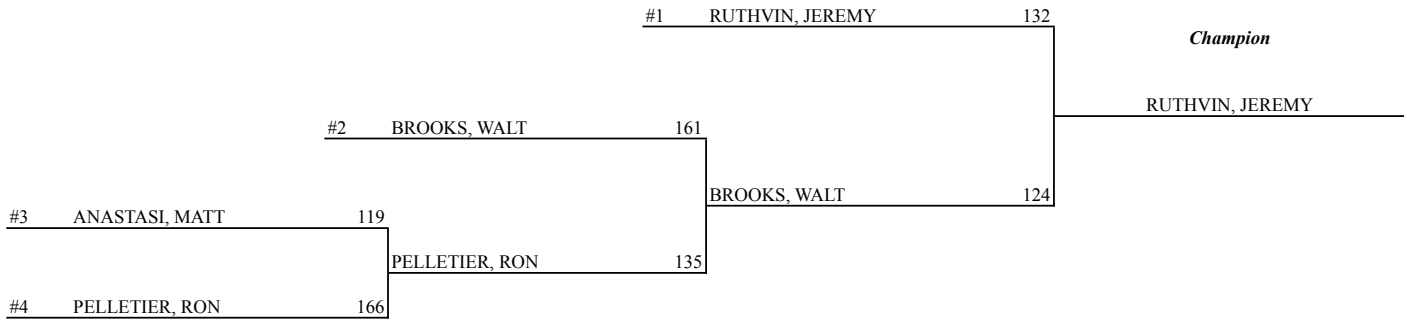 #1 RUTHVIN, JEREMY 132
Champion
RUTHVIN, JEREMY
#2 BROOKS, WALT 161
BROOKS, WALT 124
#3 ANASTASI, MATT 119
PELLETIER, RON 135
#4 PELLETIER, RON 166